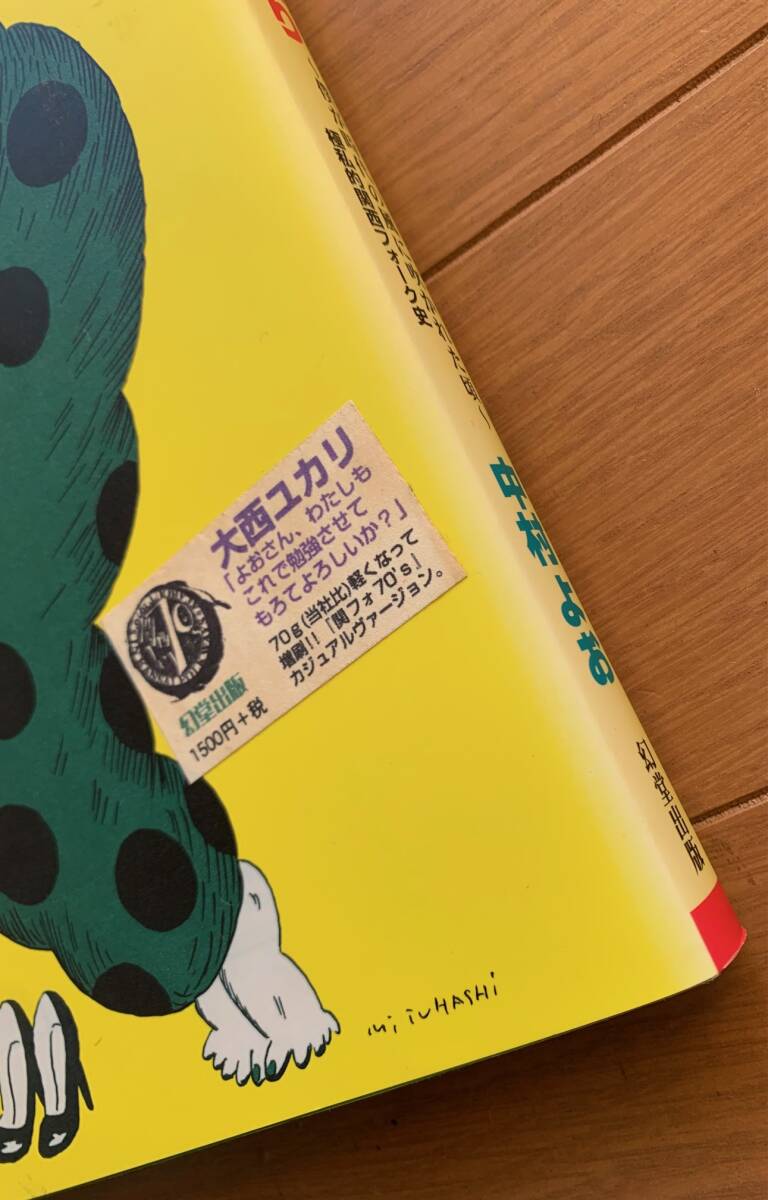 極私的関西フォーク史
中村よお
幻堂出版
大西ユカリ
「よおさん、わたしも
これで勉強させて
もろてよろしいか？」
70g(当社比)軽くなって
増刷!!『関フォ70's』
カジュアルヴァージョン。
幻堂出版
1500円+税
MiTUHASHi